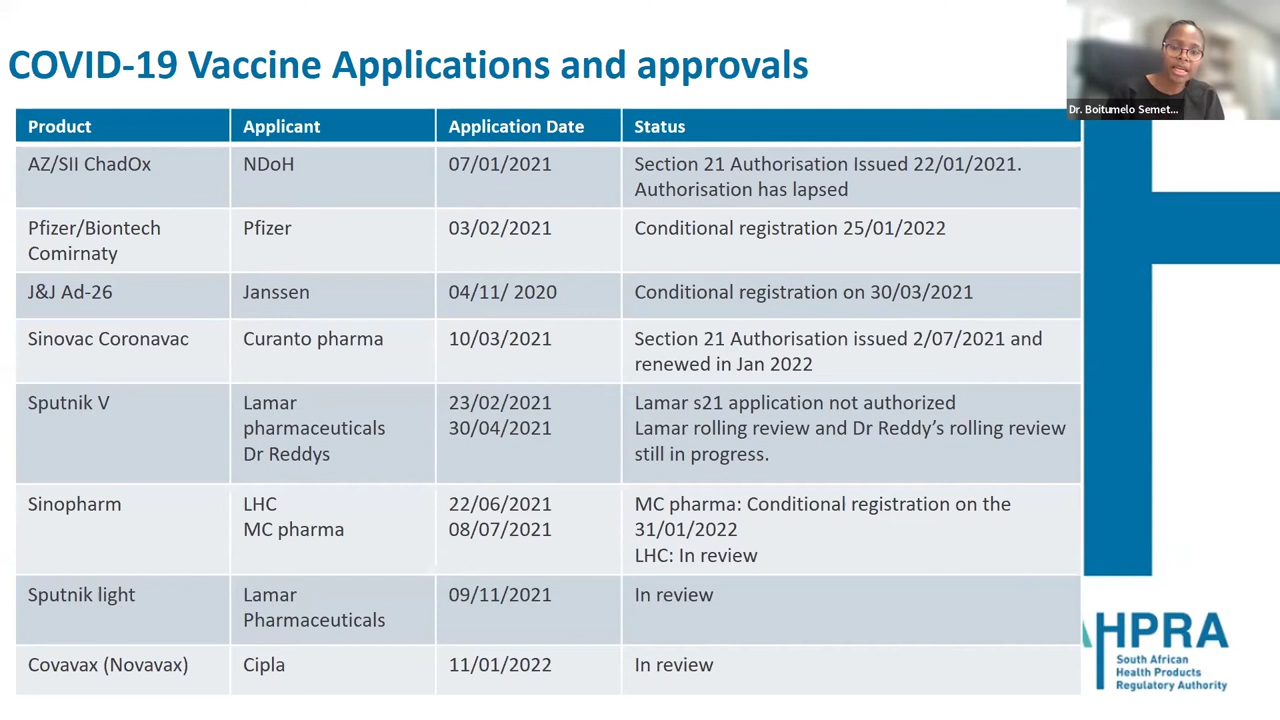 COVID-19 Vaccine Applications and approvals
Dr. Boitumelo Semet...
Product Applicant Application Date Status
AZ/SII ChadOx NDoH 07/01/2021 Section 21 Authorisation Issued 22/01/2021.
Authorisation has lapsed
Pfizer/Biontech Pfizer 03/02/2021 Conditional registration 25/01/2022
Comirnaty
J&J Ad-26 Janssen 04/11/ 2020 Conditional registration on 30/03/2021
Sinovac Coronavac Curanto pharma 10/03/2021 Section 21 Authorisation issued 2/07/2021 and
renewed in Jan 2022
Sputnik V Lamar 23/02/2021 Lamar s21 application not authorized
pharmaceuticals 30/04/2021 Lamar rolling review and Dr Reddy’s rolling review
Dr Reddys still in progress.
Sinopharm LHC 22/06/2021 MC pharma: Conditional registration on the
MC pharma 08/07/2021 31/01/2022
LHC: In review
Sputnik light Lamar 09/11/2021 In review
Pharmaceuticals
Covavax (Novavax) Cipla 11/01/2022 In review
HPRA
South African
Health Products
Regulatory Authority